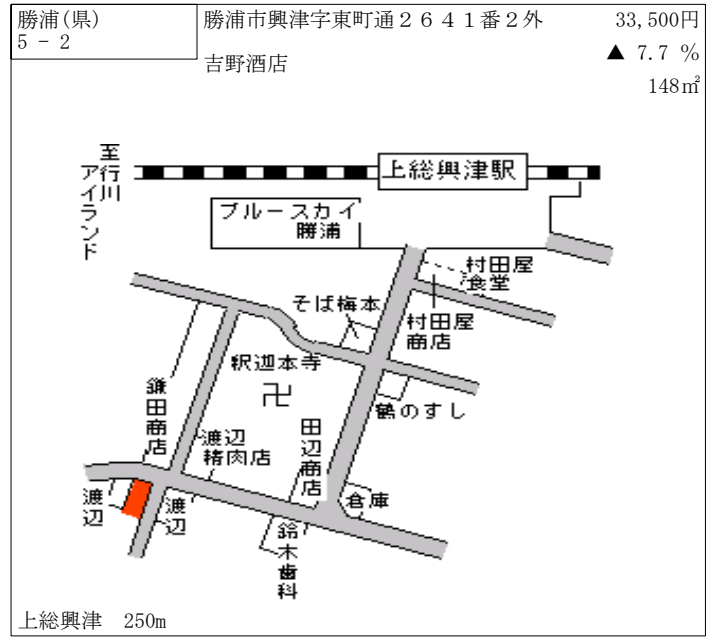 勝浦(県)
5 - 2
勝浦市興津字東町通２６４１番２外
吉野酒店
33,500円
▲ 7.7 %
148㎡
至行川
アイランド
上総興津駅
ブルースカイ
勝浦
村田屋
食堂
そば梅本
村田屋
商店
釈迦本寺
卍
鶴のすし
鎌田商店
渡辺
精肉店
田辺商店
倉庫
渡辺
渡辺
鈴木歯科
上総興津　250m